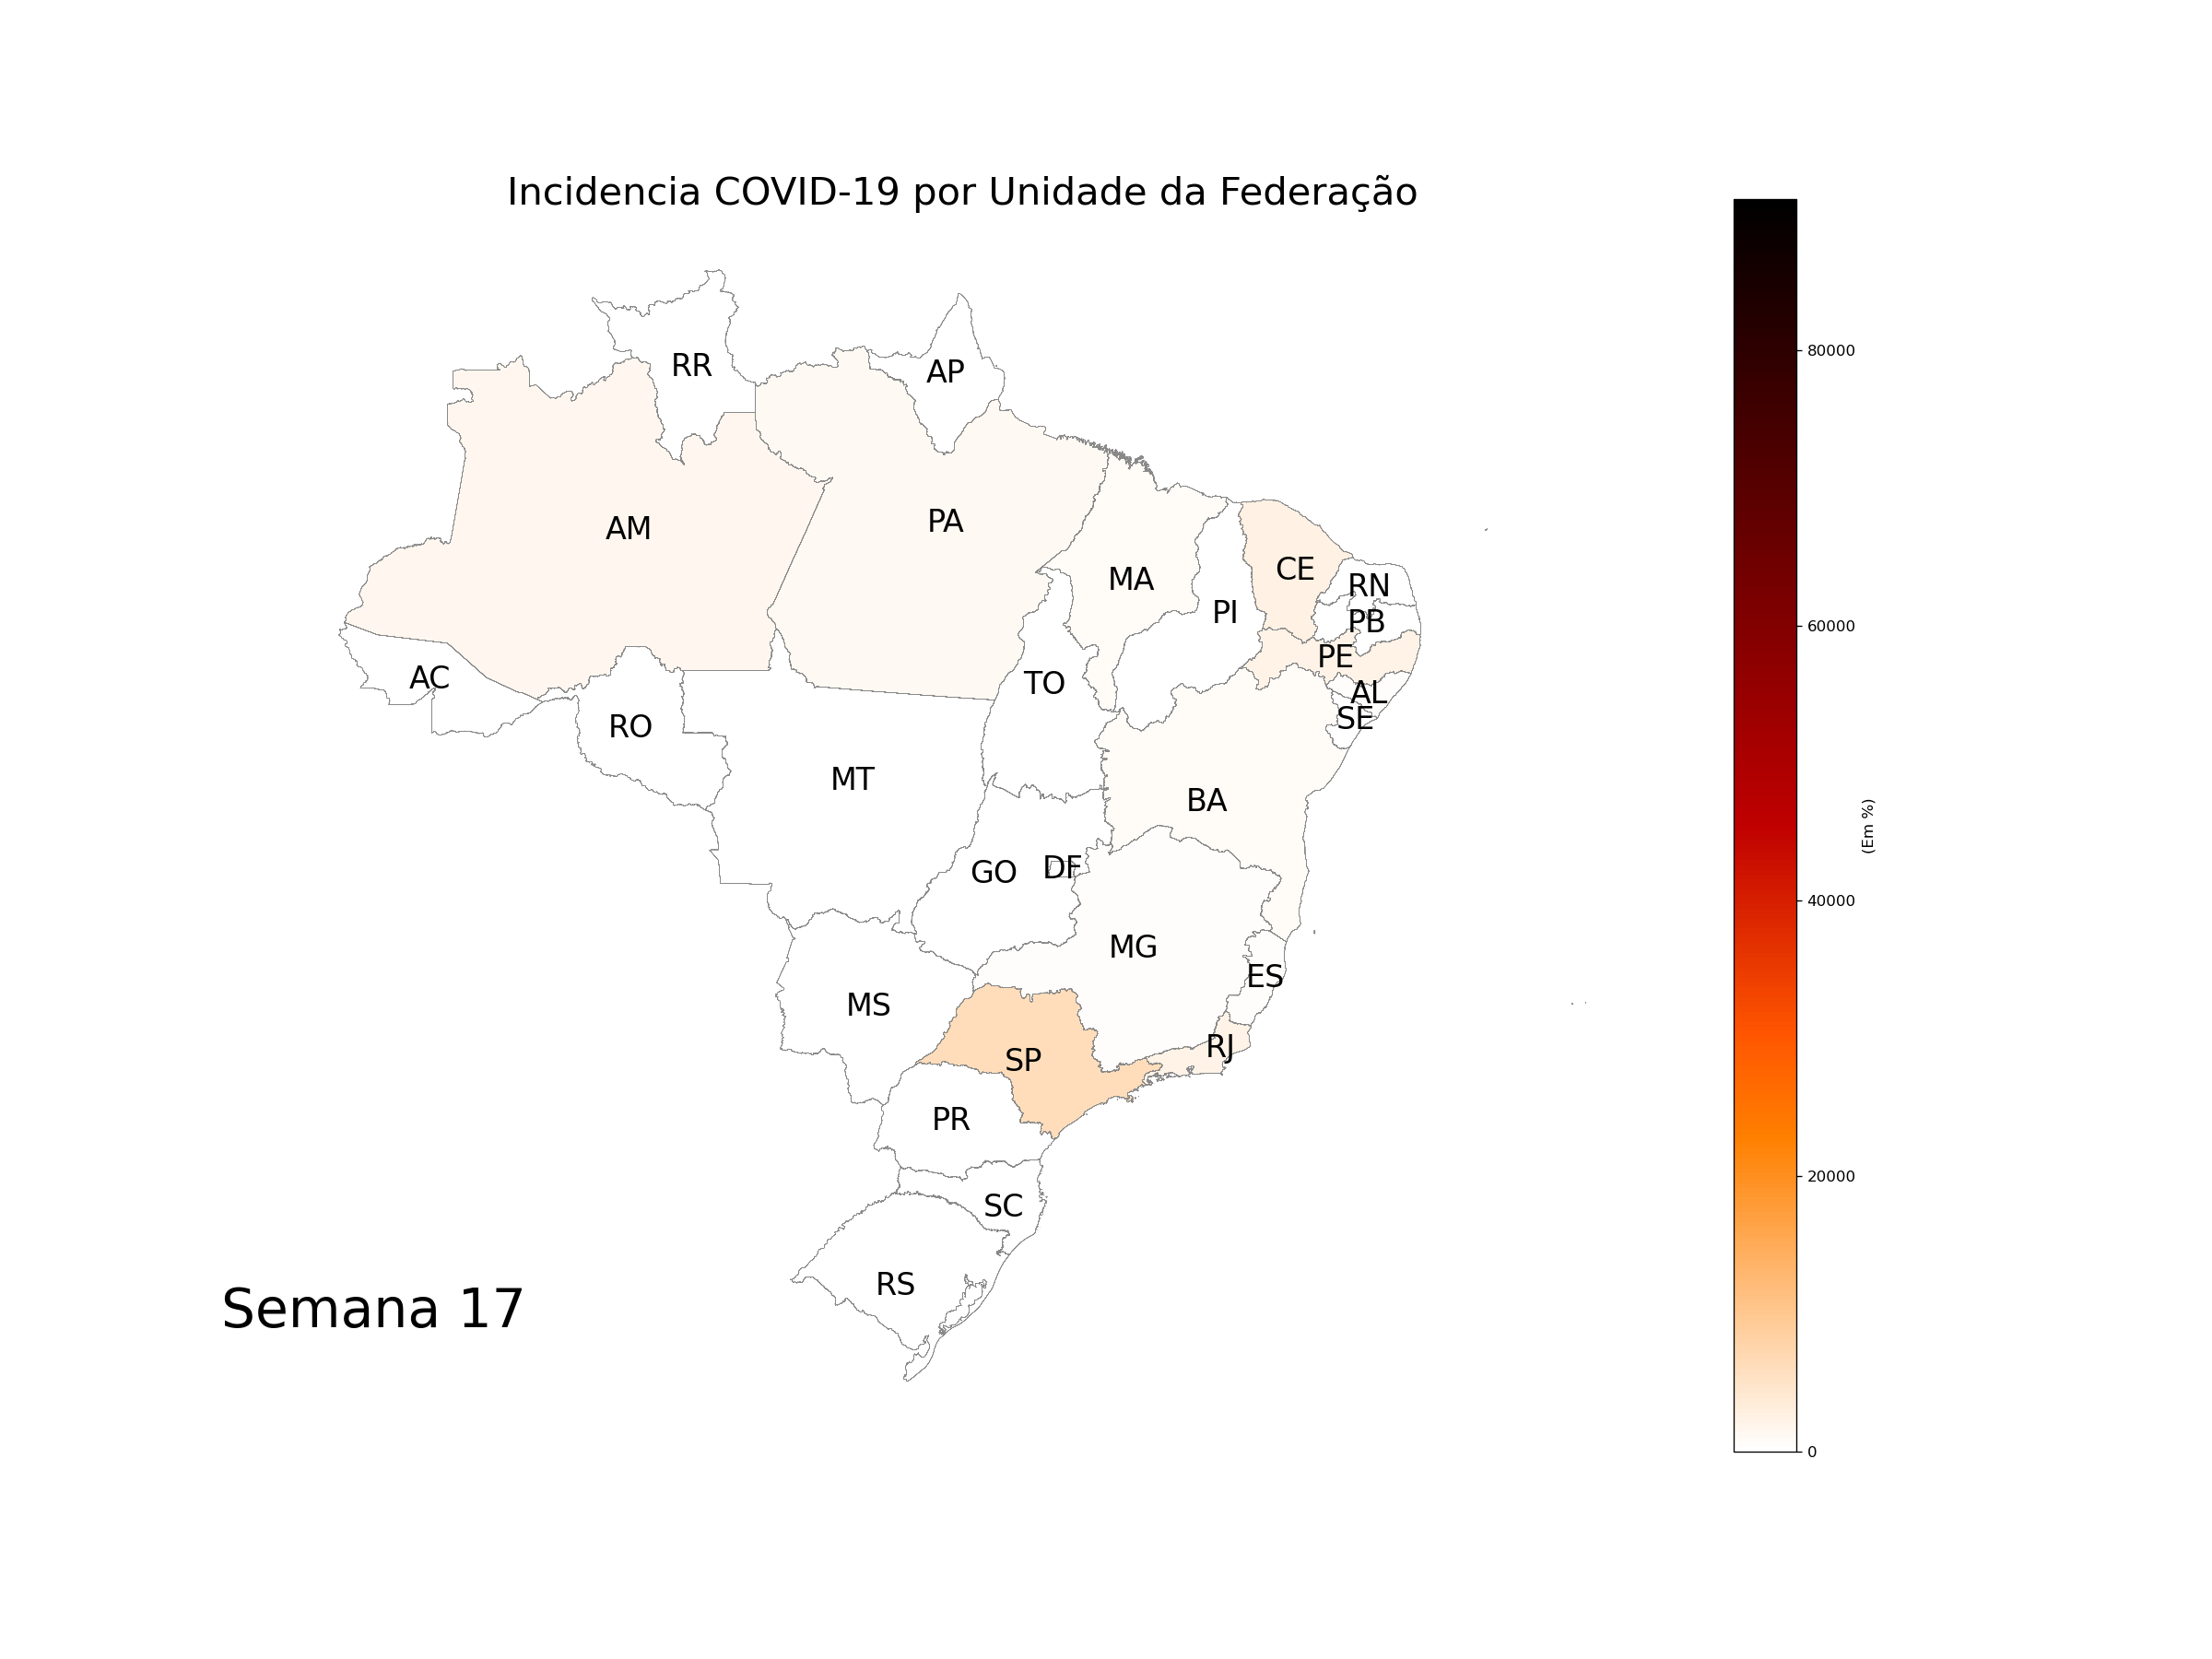 Incidencia COVID-19 por Unidade da Federação
RR
AP
AM
PA
MA
CE
RN
PI
PB
PE
AC
TO
AL
SE
RO
MT
BA
GO
DF
MG
ES
MS
RJ
SP
PR
SC
RS
Semana 17
80000
60000
40000
20000
0
(Em %)